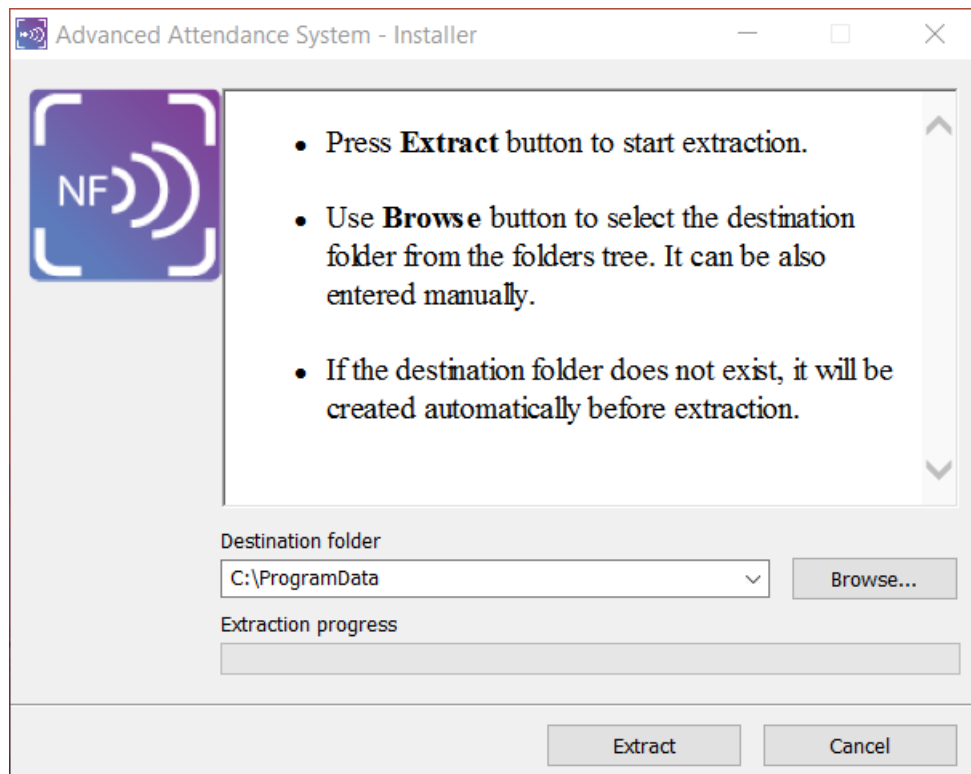 Advanced Attendance System - Installer
NF
• Press Extract button to start extraction.
• Use Browse button to select the destination
folder from the folders tree. It can be also
entered manually.
• If the destination folder does not exist, it will be
created automatically before extraction.
Destination folder
C:\ProgramData
Browse...
Extraction progress
Extract
Cancel